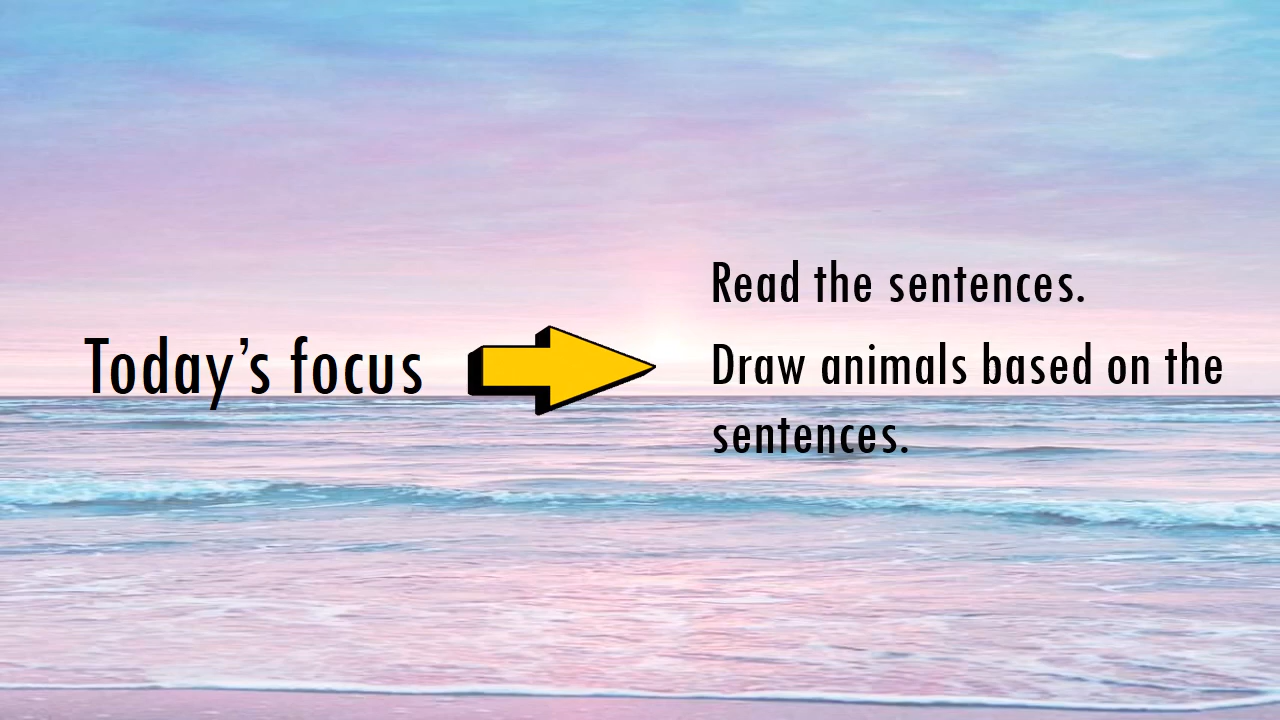 Today’s focus
Read the sentences.
Draw animals based on the
sentences.